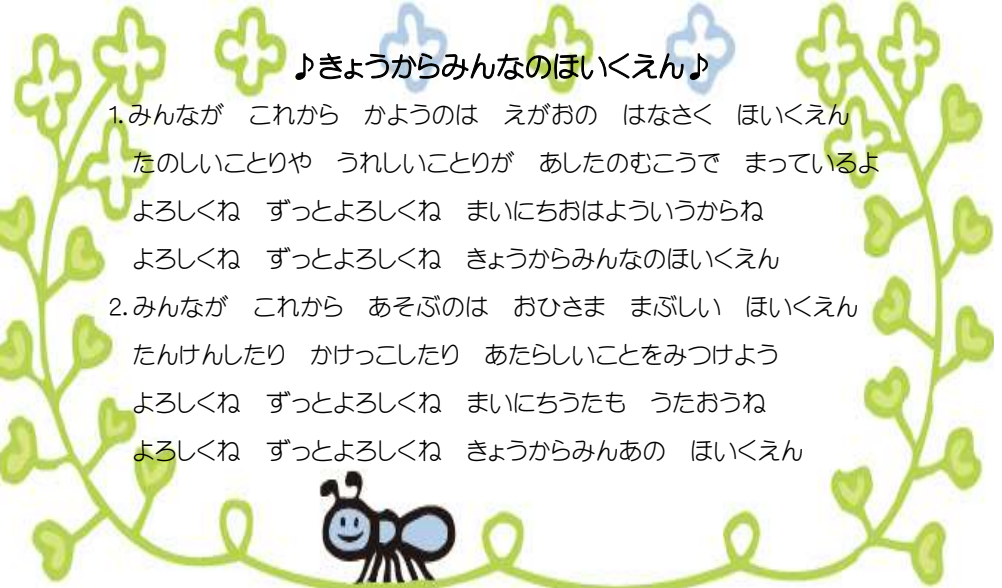 ♪きょうからみんなのほいくえん♪
1.みんなが　これから　かようのは　えがおの　はなさく　ほいくえん
たのしいことりや　うれしいことりが　あしたのむこうで　まっているよ
よろしくね　ずっとよろしくね　まいにちおはよういうからね
よろしくね　ずっとよろしくね　きょうからみんなのほいくえん
2.みんなが　これから　あそぶのは　おひさま　まぶしい　ほいくえん
たんけんしたり　かけっこしたり　あたらしいことをみつけよう
よろしくね　ずっとよろしくね　まいにちうたも　うたおうね
よろしくね　ずっとよろしくね　きょうからみんあの　ほいくえん